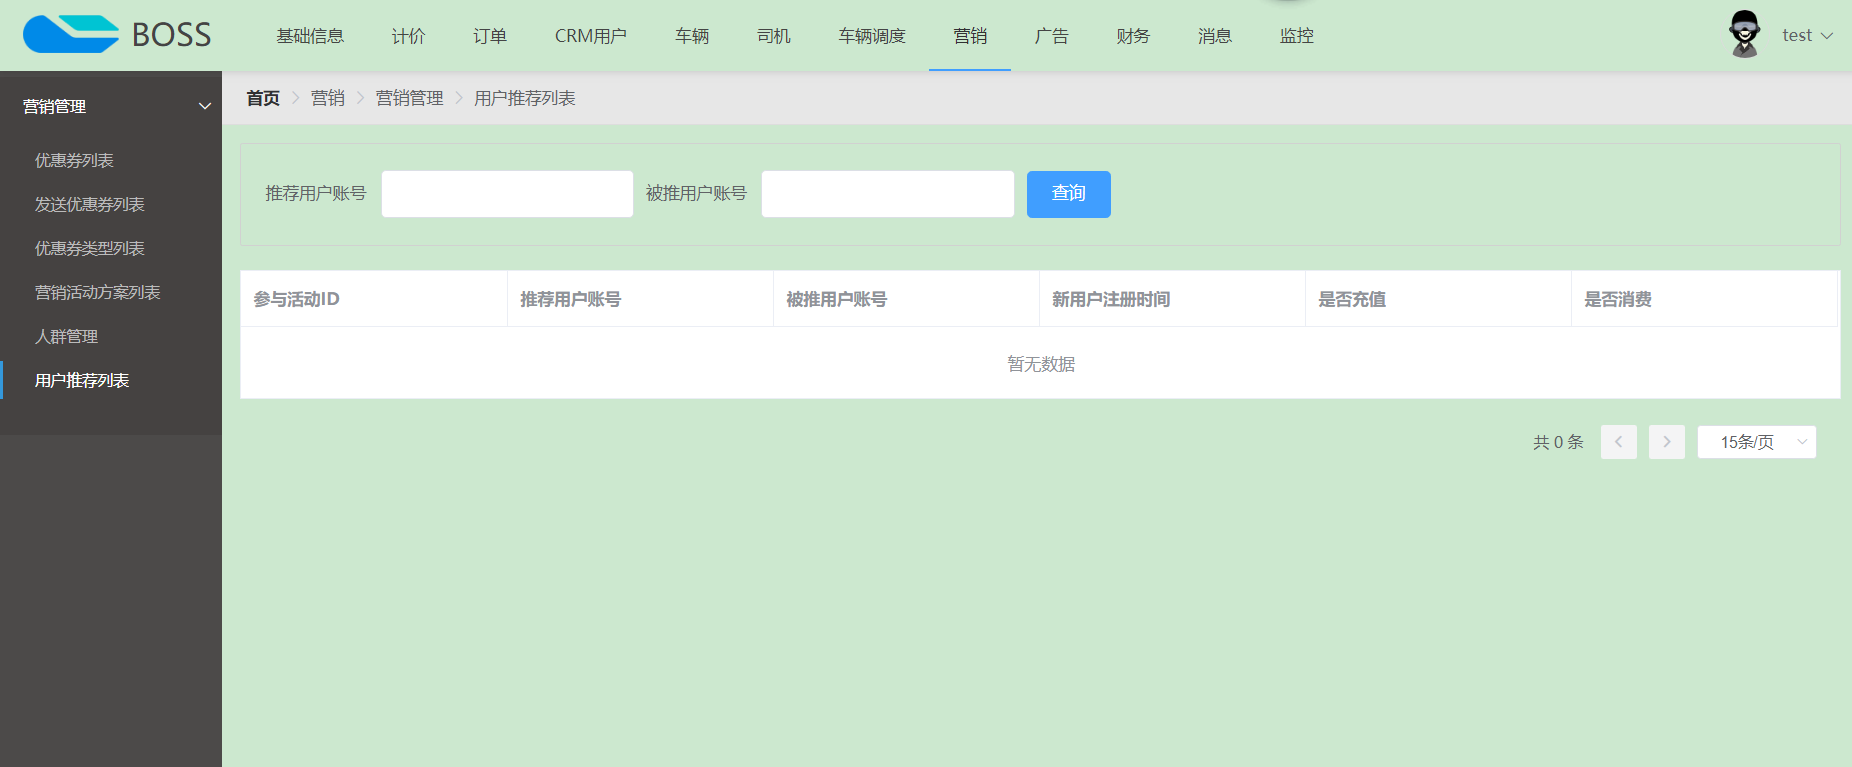 BOSS 基础信息 计价 订单 CRM用户 车辆 司机 车辆调度 营销 广告 财务 消息 监控 test
营销管理
优惠券列表
发送优惠券列表
优惠券类型列表
营销活动方案列表
人群管理
用户推荐列表
首页 营销 营销管理 用户推荐列表
推荐用户账号 被推用户账号 查询
参与活动ID 推荐用户账号 被推用户账号 新用户注册时间 是否充值 是否消费
暂无数据
共 0 条 15条/页